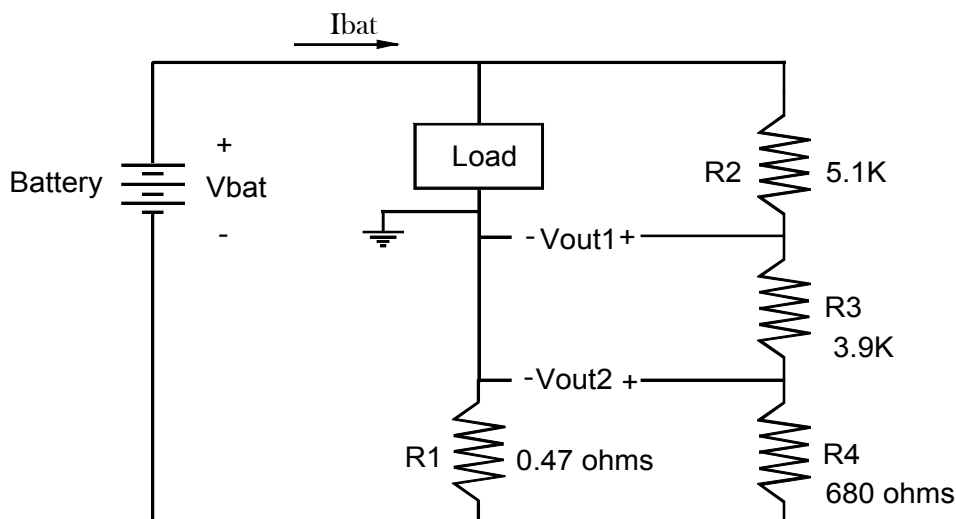 Ibat
Battery
+
Vbat
-
Load
R2
5.1K
-Vout1+
R3
3.9K
-Vout2 +
R1
0.47 ohms
R4
680 ohms